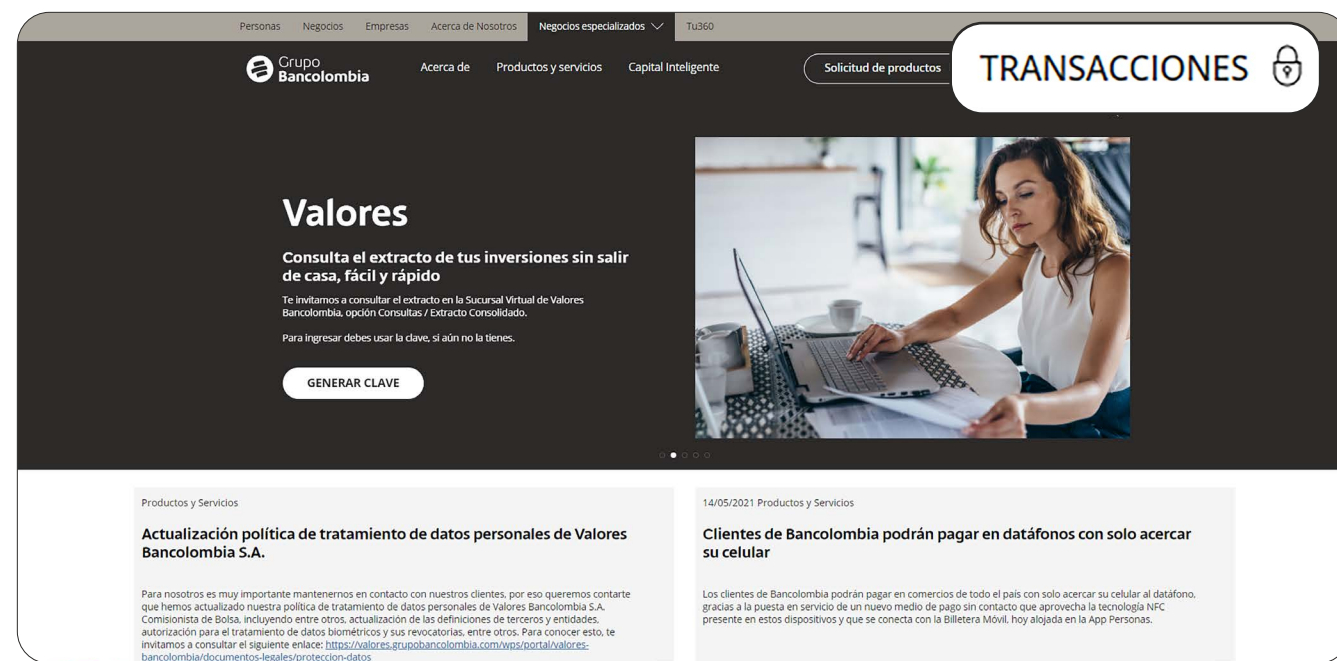 Personas Negocios Empresas Acerca de Nosotros Negocios especializados Tu360
Grupo
Bancolombia
Acerca de Productos y servicios Capital Inteligente Solicitud de productos
TRANSACCIONES
Valores
Consulta el extracto de tus inversiones sin salir
de casa, fácil y rápido
Te invitamos a consultar el extracto en la Sucursal Virtual de Valores
Bancolombia, opción Consultas / Extracto Consolidado.
Para ingresar debes usar la clave, si aún no la tienes.
GENERAR CLAVE
Productos y Servicios
Actualización política de tratamiento de datos personales de Valores
Bancolombia S.A.
Para nosotros es muy importante mantenernos en contacto con nuestros clientes, por eso queremos contarte
que hemos actualizado nuestra política de tratamiento de datos personales de Valores Bancolombia S.A.
Comisionista de Bolsa, incluyendo entre otros, actualización de las definiciones de terceros y entidades,
autorización para el tratamiento de datos biométricos y sus revocatorias, entre otros. Para conocer esto, te
invitamos a consultar el siguiente enlace: https://valores.grupobancolombia.com/wps/portal/valores-
bancolombia/documentos-legales/proteccion-datos
14/05/2021 Productos y Servicios
Clientes de Bancolombia podrán pagar en datáfonos con solo acercar
su celular
Los clientes de Bancolombia podrán pagar en comercios de todo el país con solo acercar su celular al datáfono,
gracias a la puesta en servicio de un nuevo medio de pago sin contacto que aprovecha la tecnología NFC
presente en estos dispositivos y que se conecta con la Billetera Móvil, hoy alojada en la App Personas.